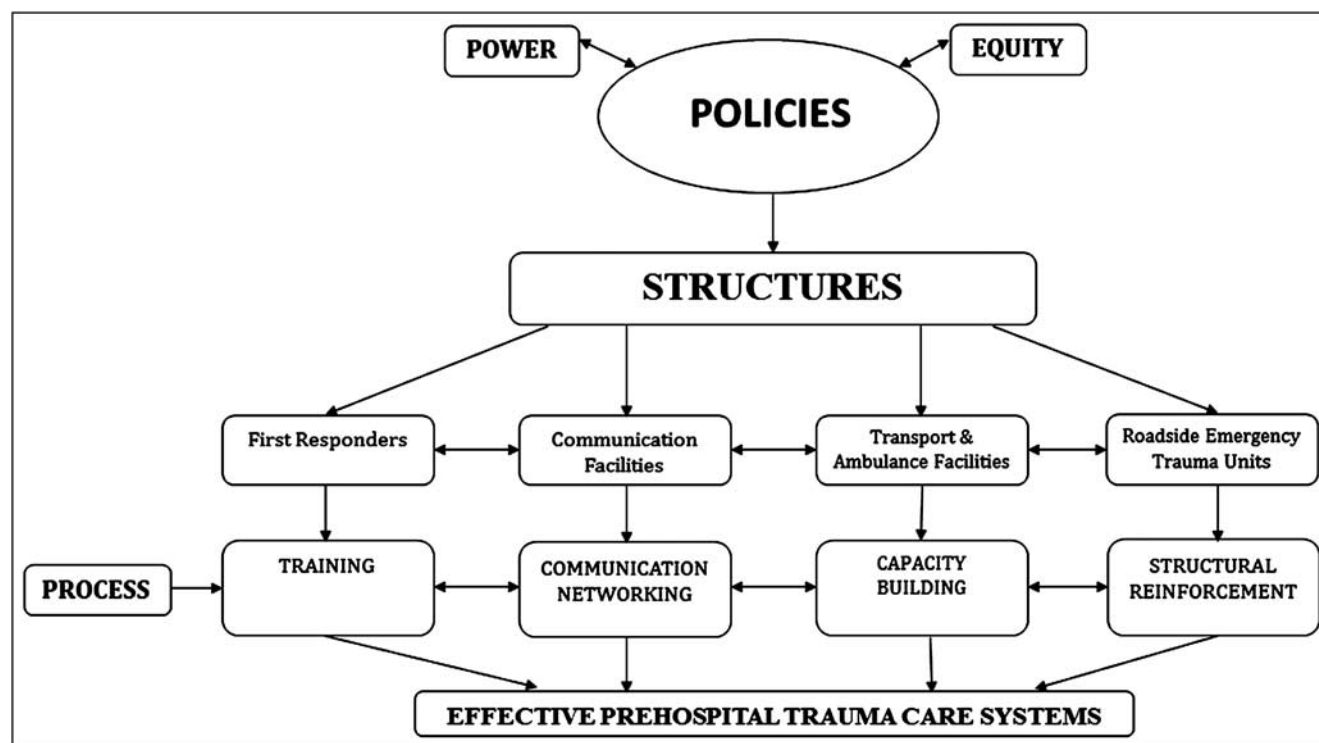 POWER
EQUITY
POLICIES
STRUCTURES
First Responders
Communication
Facilities
Transport &
Ambulance Facilities
Roadside Emergency
Trauma Units
PROCESS
TRAINING
COMMUNICATION
NETWORKING
CAPACITY
BUILDING
STRUCTURAL
REINFORCEMENT
EFFECTIVE PREHOSPITAL TRAUMA CARE SYSTEMS